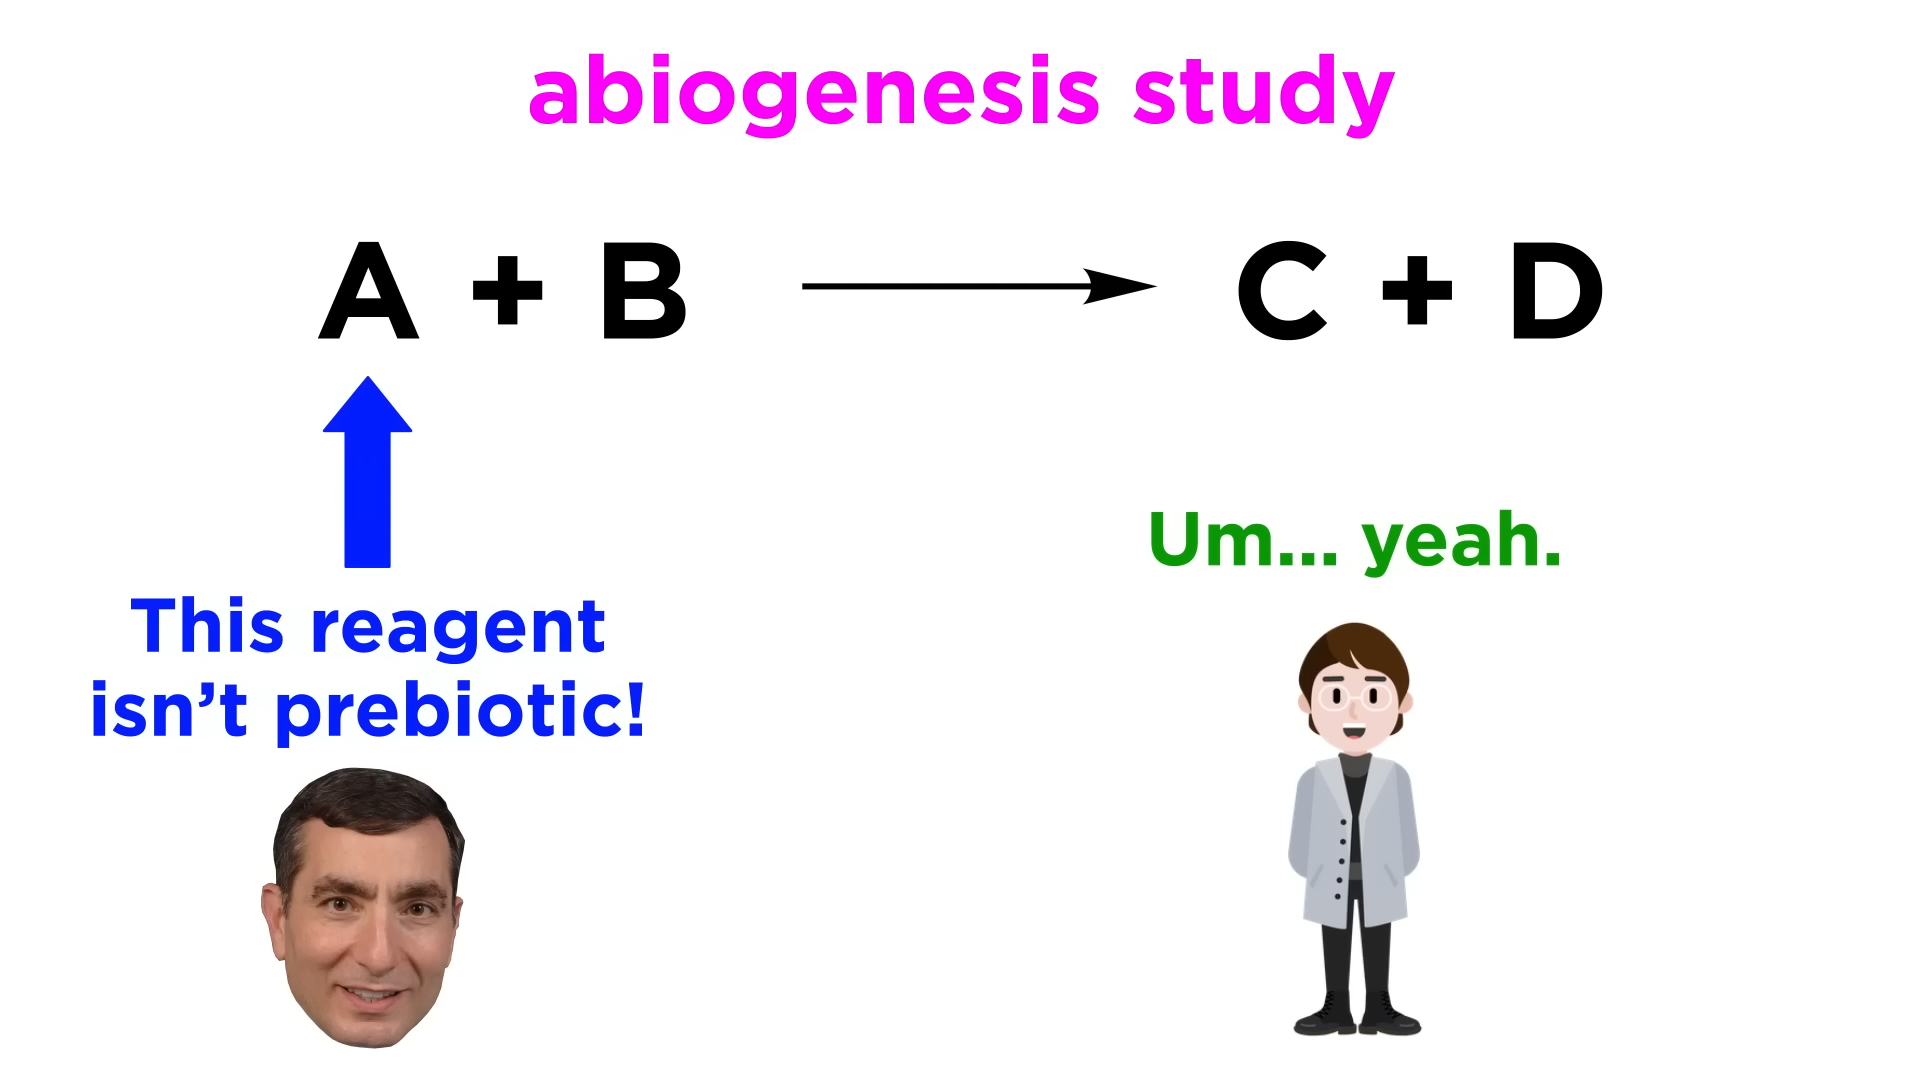 abiogenesis study
A + B
C + D
Um... yeah.
This reagent
isn’t prebiotic!